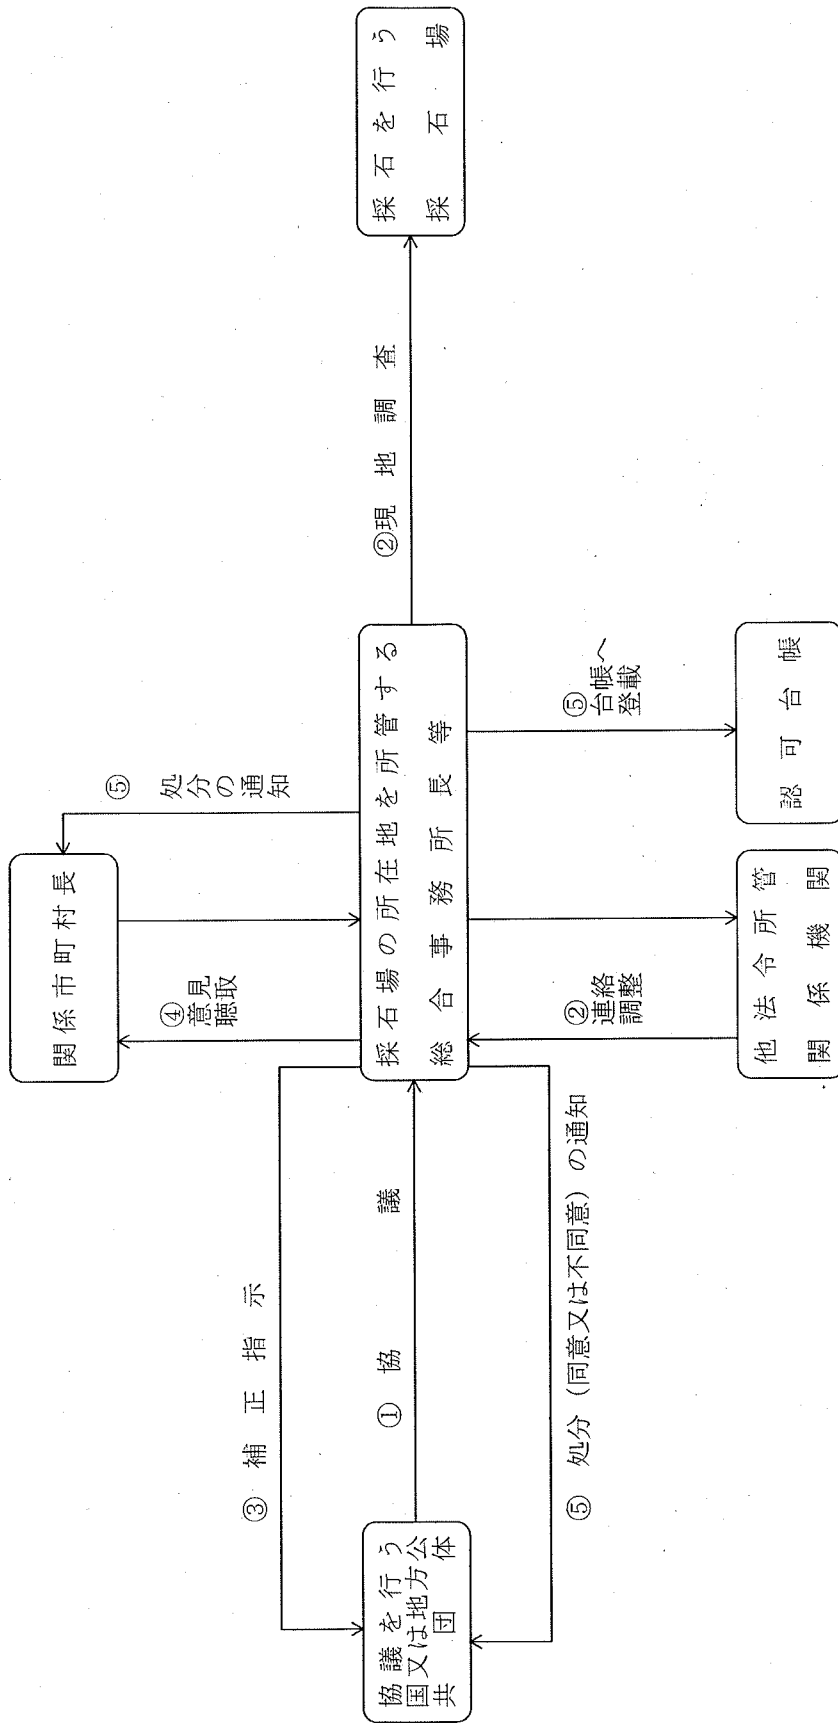 協議を行う
国又は地方公
共団体
① 協議
③ 補正指示
⑤ 処分（同意又は不同意）の通知
関係市町村長
④意見
聴取
⑤ 処分の通知
採石場の所在地を所管する
総合事務所長等
②連絡
調整
⑤台帳へ
登載
他法令所管
関係機関
認可台帳
②現地調査
採石を行う
採石場